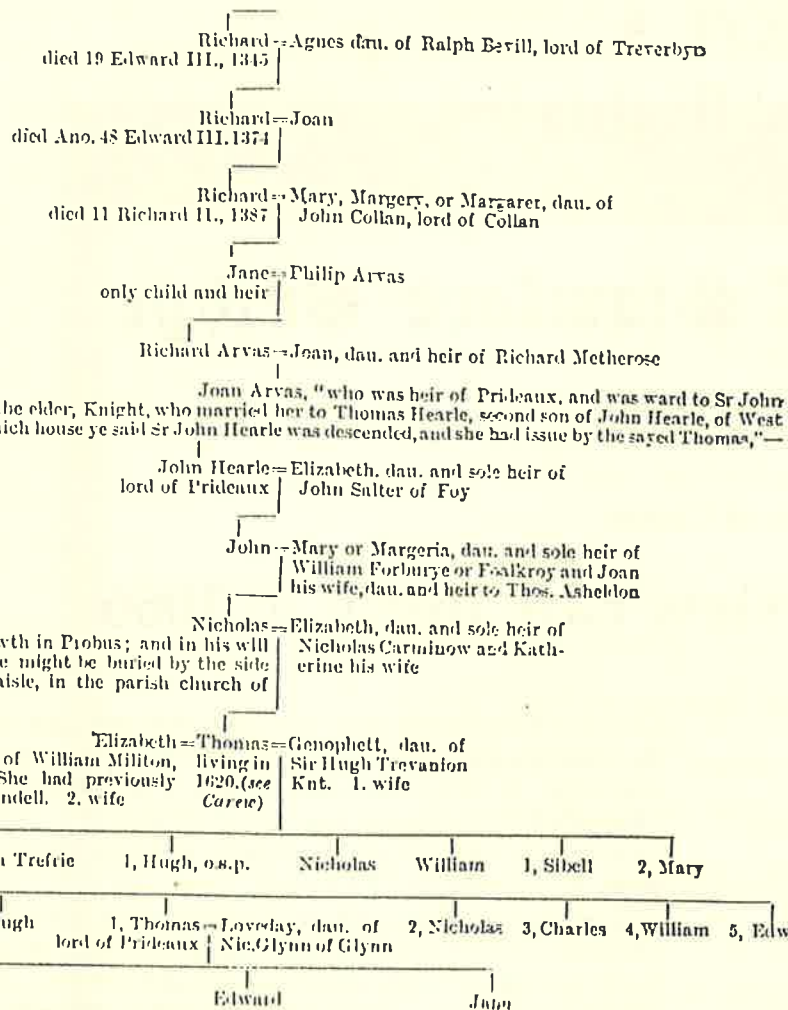 Richard = Agnes dau. of Ralph Bevill, lord of Treverbyn
died 19 Edward III., 1345
Richard = Joan
died Ano. 48 Edward III. 1374
Richard = Mary, Margery, or Margaret, dau. of
died 11 Richard II., 1387 John Collan, lord of Collan
Jane = Philip Arvas
only child and heir
Richard Arvas = Joan, dau. and heir of Richard Metherose
Joan Arvas, "who was heir of Prideaux, and was ward to Sr John
the elder, Knight, who married her to Thomas Hearle, second son of John Hearle, of West
hich house ye said Sr John Hearle was descended, and she had issue by the sayed Thomas,"—
John Hearle = Elizabeth. dau. and sole heir of
lord of Prideaux John Salter of Foy
John = Mary or Margeria, dau. and sole heir of
William Forburye or Foalkroy and Joan
his wife, dau. and heir to Thos. Asheldon
Nicholas = Elizabeth, dau. and sole heir of
wth in Probus; and in his will Nicholas Carminow and Kath-
e might be buried by the side erine his wife
aisle, in the parish church of
Elizabeth = Thomas = Genophett, dau. of
of William Militon, living in Sir Hugh Trevanion
She had previously 1620. (see Knt. 1. wife
ndell. 2. wife Carew)
Trefrie 1, Hugh, o.s.p. Nicholas William 1, Sibell 2, Mary
ugh 1, Thomas = Loveday, dau. of 2, Nicholas 3, Charles 4, William 5, Edw
lord of Prideaux Nic. Glynn of Glynn
Edward John